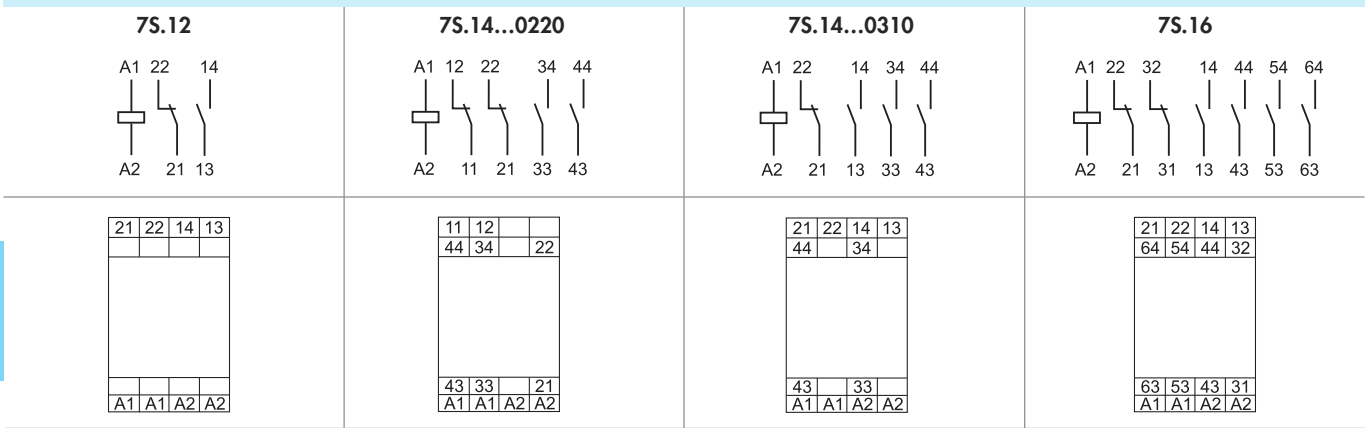 7S.12 7S.14...0220 7S.14...0310 7S.16
A1 22 14 A1 12 22 34 44 A1 22 14 34 44 A1 22 32 14 44 54 64
A2 21 13 A2 11 21 33 43 A2 21 13 33 43 A2 21 31 13 43 53 63
21 22 14 13 11 12 21 22 14 13 21 22 14 13
44 34 22 44 34 64 54 44 32
43 33 21 43 33 63 53 43 31
A1 A1 A2 A2 A1 A1 A2 A2 A1 A1 A2 A2 A1 A1 A2 A2